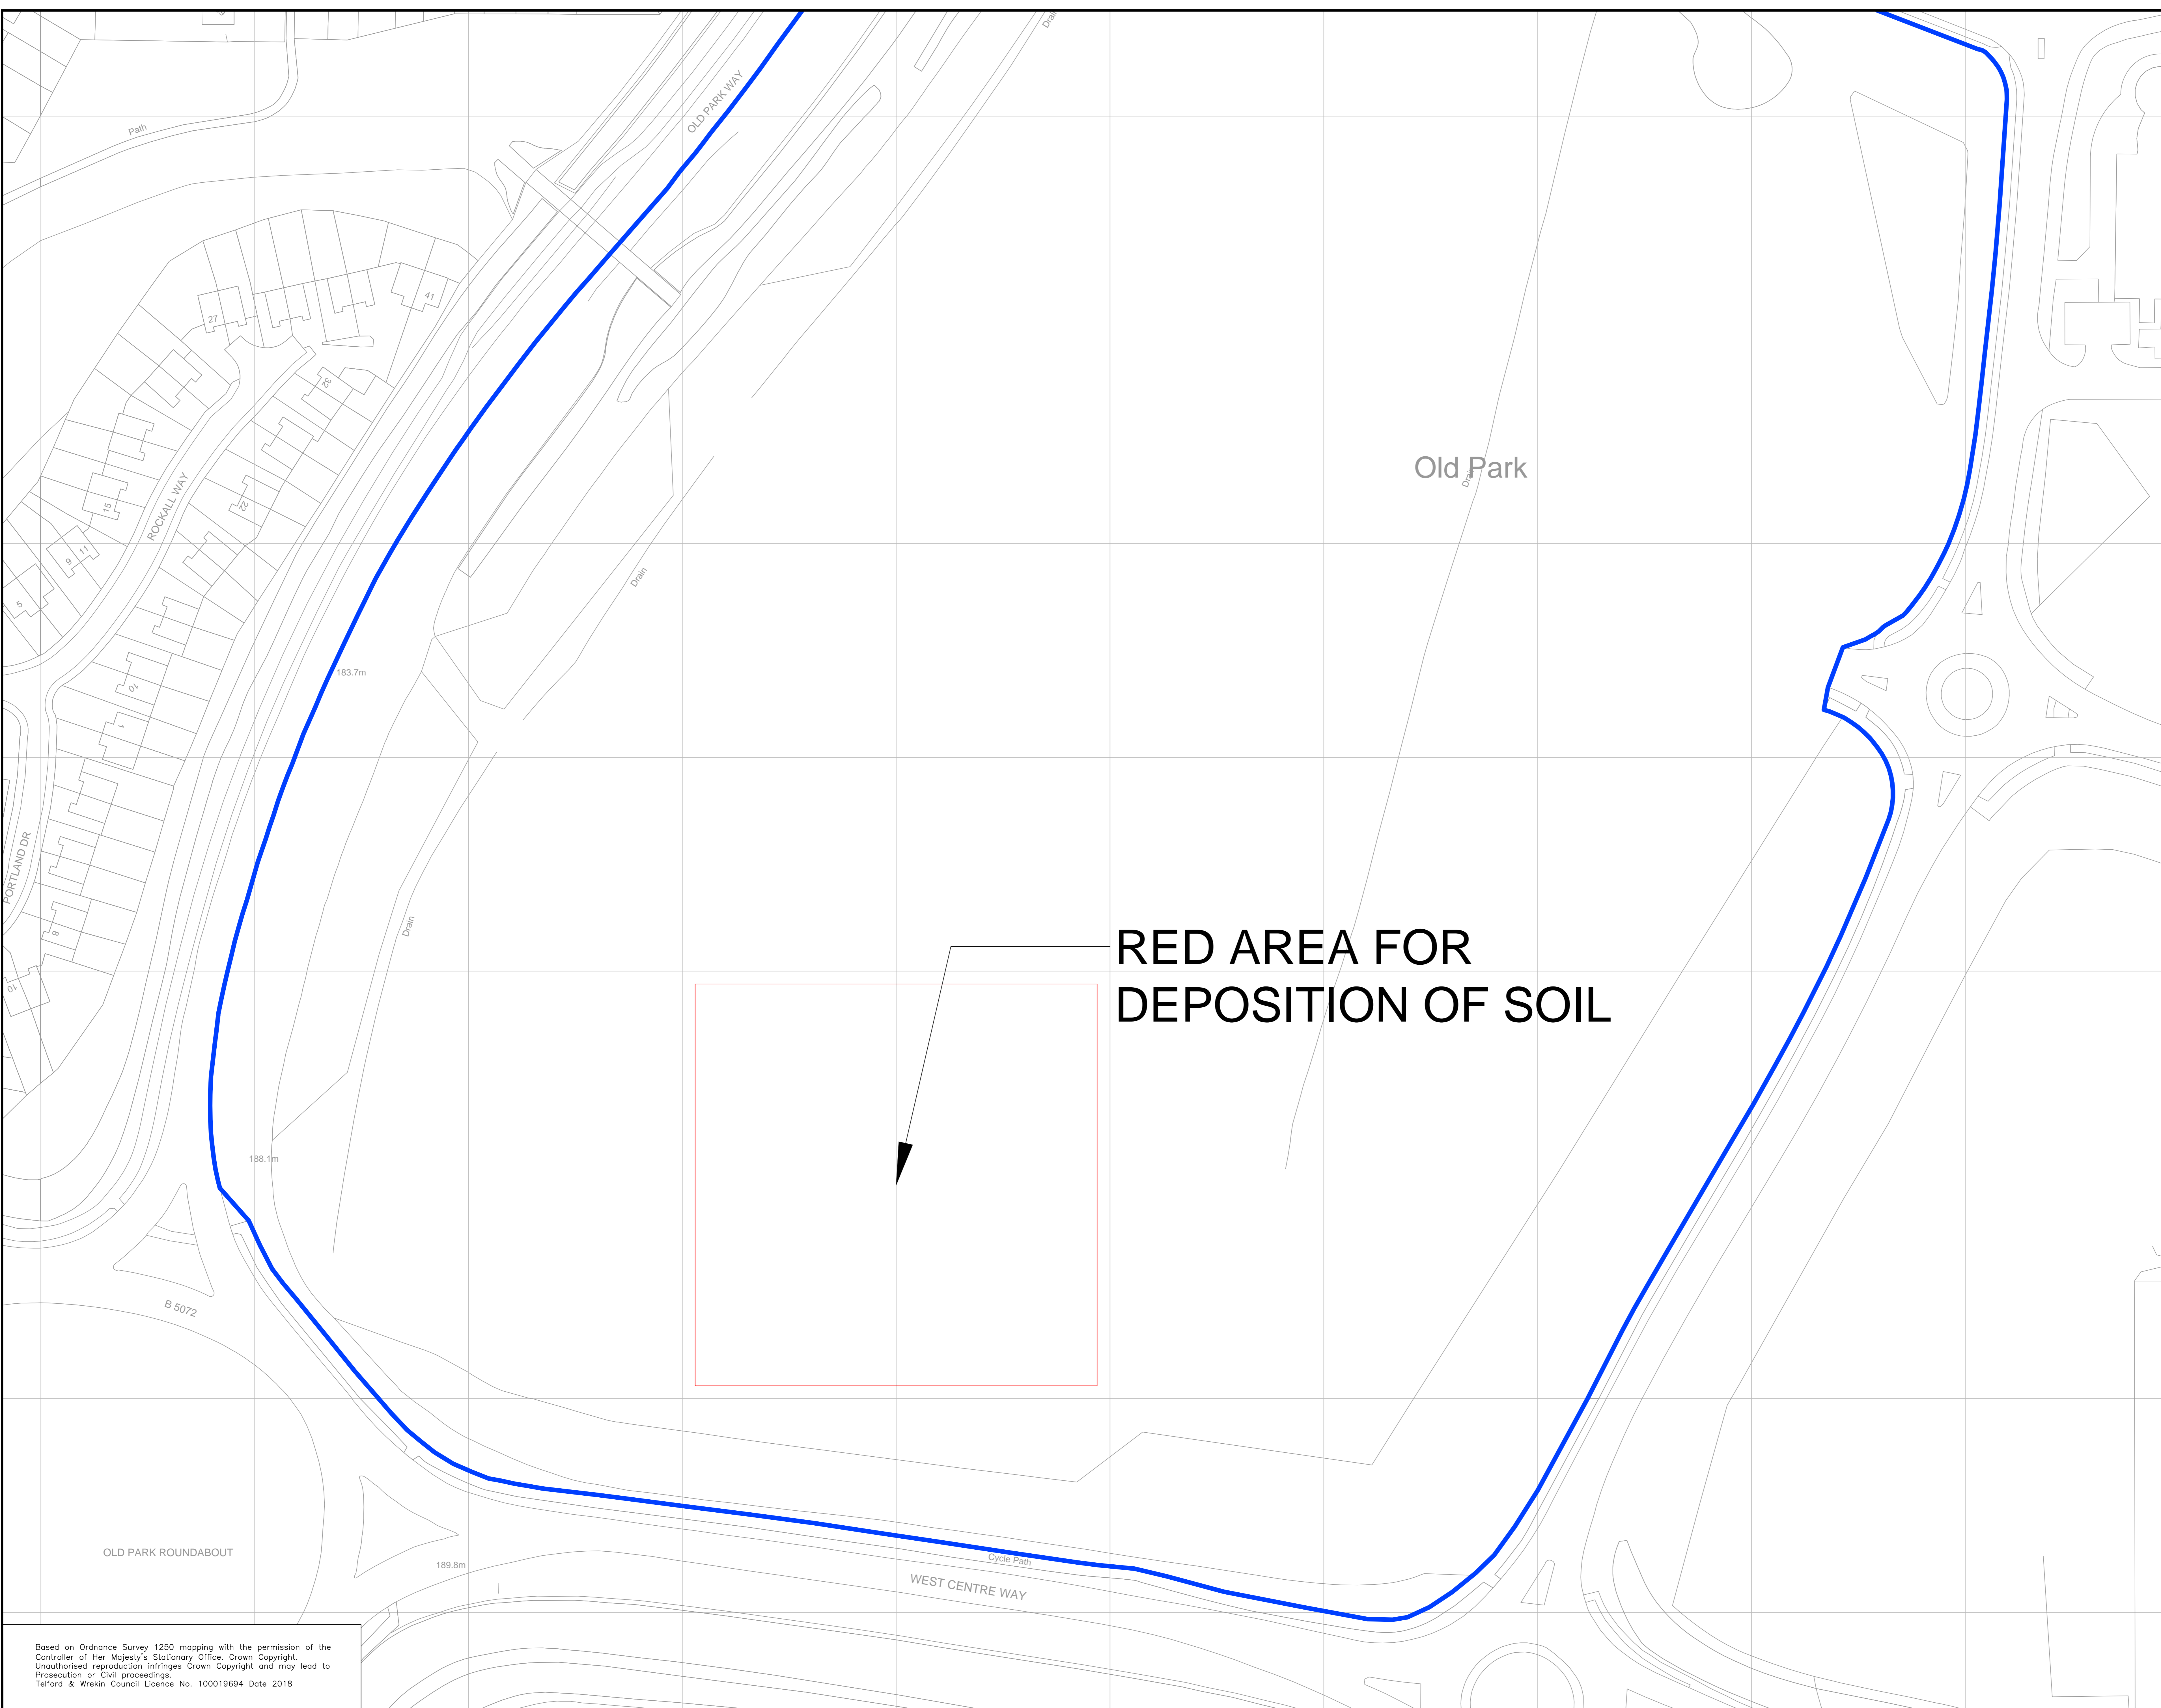 Drain
OLD PARK WAY
Path
41
27
32
Old Park
Drain
ROCKALL WAY
15
22
11
9
Drain
5
183.7m
10
1
PORTLAND DR
Drain
8
RED AREA FOR
DEPOSITION OF SOIL
10
188.1m
B 5072
OLD PARK ROUNDABOUT
189.8m
Cycle Path
WEST CENTRE WAY
Based on Ordnance Survey 1250 mapping with the permission of the
Controller of Her Majesty's Stationary Office. Crown Copyright.
Unauthorised reproduction infringes Crown Copyright and may lead to
Prosecution or Civil proceedings.
Telford & Wrekin Council Licence No. 100019694 Date 2018